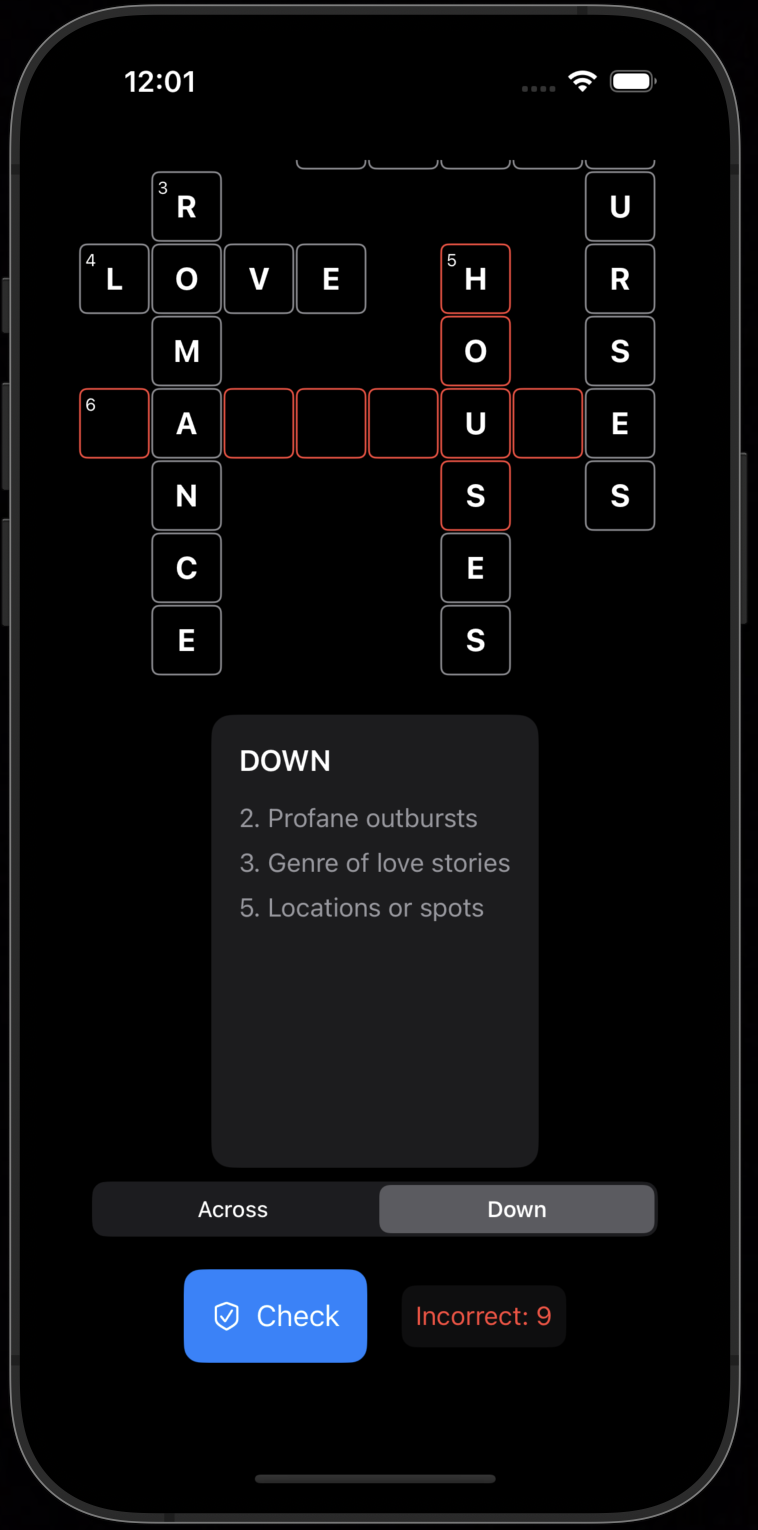 12:01
3 R U
4 L O V E 5 H R
M O S
6 A U E
N S S
C E
E S
DOWN
2. Profane outbursts
3. Genre of love stories
5. Locations or spots
Across Down
Check Incorrect: 9